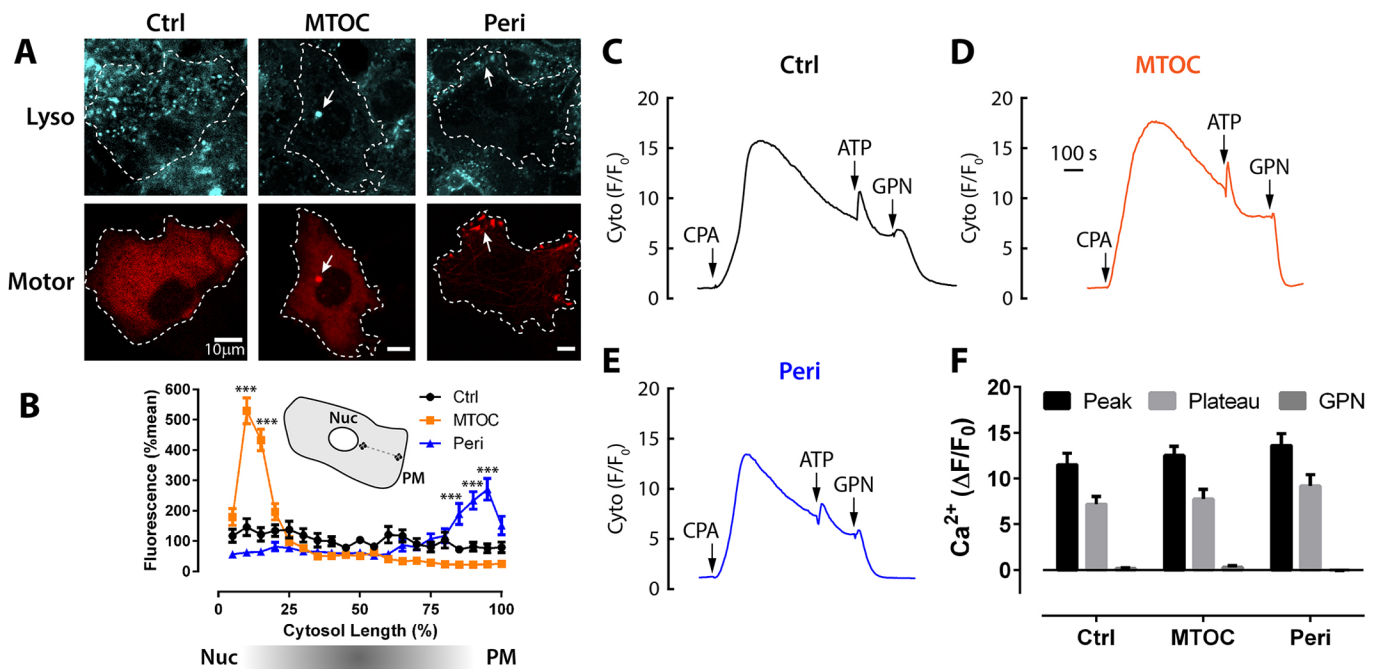 Ctrl MTOC Peri
A
Lyso
Motor
10µm
B
Fluorescence (%mean)
600
500
400
300
200
100
0
*** ***
*** *** ***
Nuc
PM
Ctrl
MTOC
Peri
0 25 50 75 100
Cytosol Length (%)
Nuc PM
C
Ctrl
Cyto (F/F0)
20
15
10
5
0
CPA
ATP
GPN
D
MTOC
Cyto (F/F0)
20
15
10
5
0
100 s
CPA
ATP
GPN
E
Peri
Cyto (F/F0)
20
15
10
5
0
CPA
ATP
GPN
F
Ca2+ (ΔF/F0)
20
15
10
5
0
Peak Plateau GPN
Ctrl MTOC Peri